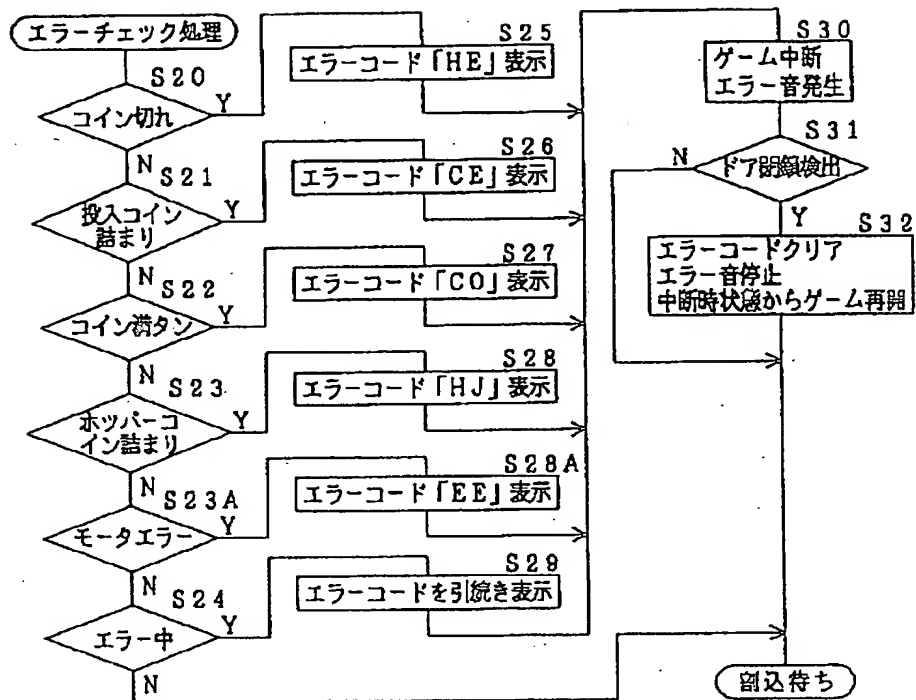 エラーチェック処理
S20
コイン切れ
Y
N
S21
投入コイン
詰まり
Y
N
S22
コイン満タン
Y
N
S23
ホッパーコ
イン詰まり
Y
N
S23A
モータエラー
Y
N
S24
エラー中
Y
N
S25
エラーコード「HE」表示
S26
エラーコード「CE」表示
S27
エラーコード「CO」表示
S28
エラーコード「HJ」表示
S28A
エラーコード「EE」表示
S29
エラーコードを引続き表示
S30
ゲーム中断
エラー音発生
S31
ドア閉鎖検出
N
Y
S32
エラーコードクリア
エラー音停止
中断時状態からゲーム再開
割込待ち